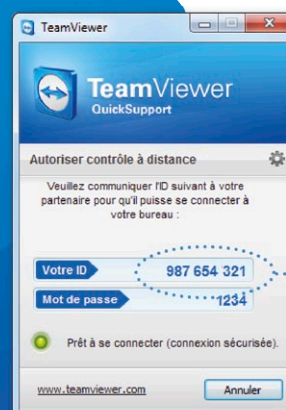 TeamViewer
TeamViewer
QuickSupport
Autoriser contrôle à distance
Veuillez communiquer l'ID suivant à votre
partenaire pour qu'il puisse se connecter à
votre bureau :
Votre ID 987 654 321
Mot de passe 1234
Prêt à se connecter (connexion sécurisée).
www.teamviewer.com Annuler